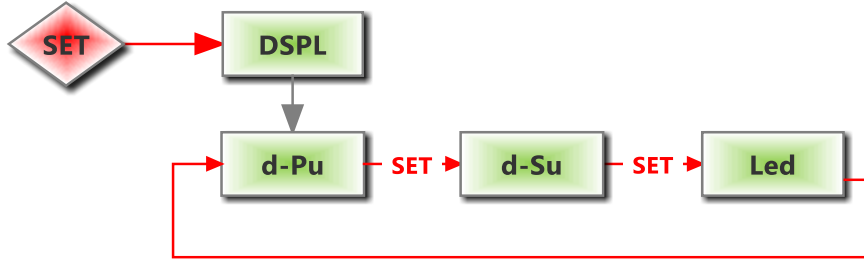 SET
DSPL
d-Pu
SET
d-Su
SET
Led